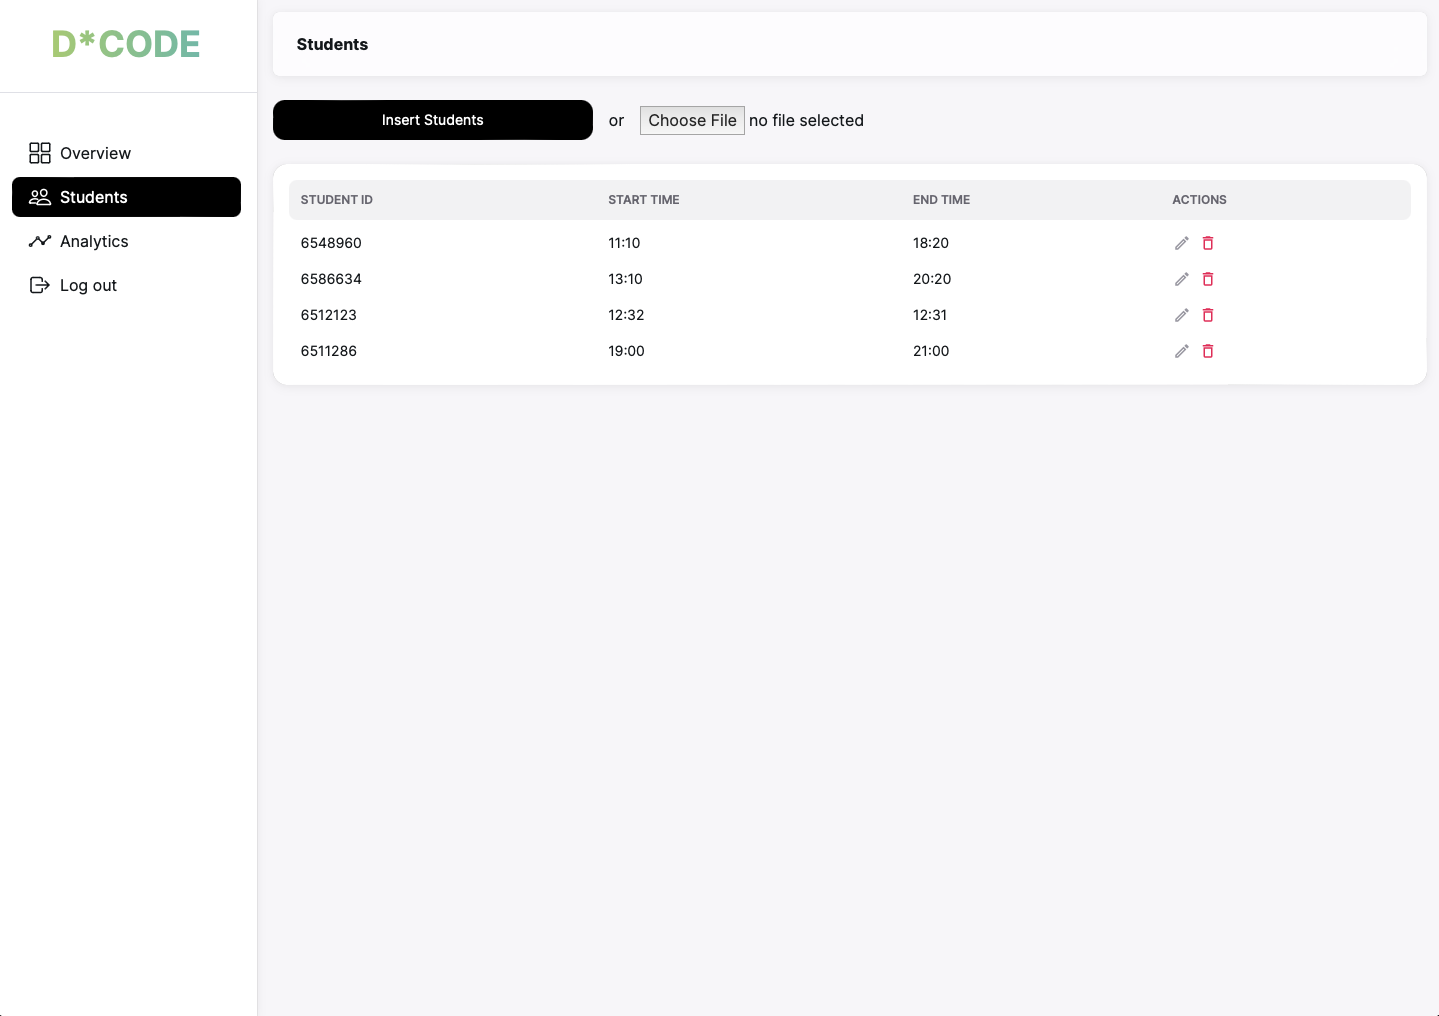 D*CODE
Overview
Students
Analytics
Log out
Students
Insert Students or Choose File no file selected
STUDENT ID START TIME END TIME ACTIONS
6548960 11:10 18:20
6586634 13:10 20:20
6512123 12:32 12:31
6511286 19:00 21:00